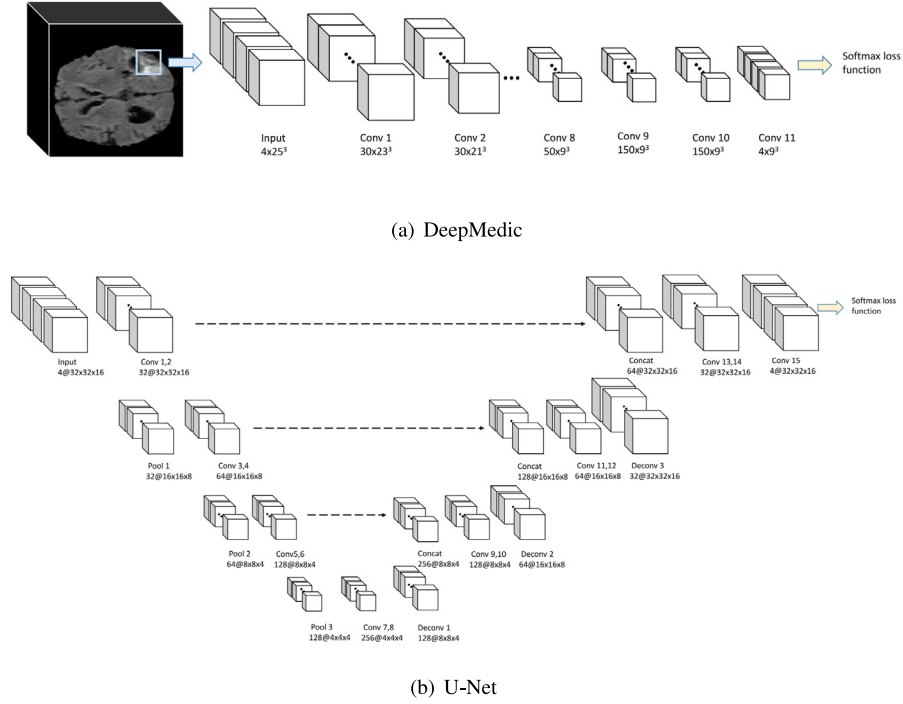 Input
4x25³
Conv 1
30x23³
Conv 2
30x21³
Conv 8
50x9³
Conv 9
150x9³
Conv 10
150x9³
Conv 11
4x9³
Softmax loss
function
(a) DeepMedic
Input
4@32x32x16
Conv 1,2
32@32x32x16
Concat
64@32x32x16
Conv 13,14
32@32x32x16
Conv 15
4@32x32x16
Softmax loss
function
Pool 1
32@16x16x8
Conv 3,4
64@16x16x8
Concat
128@16x16x8
Conv 11,12
64@16x16x8
Deconv 3
32@32x32x16
Pool 2
64@8x8x4
Conv5,6
128@8x8x4
Concat
256@8x8x4
Conv 9,10
128@8x8x4
Deconv 2
64@16x16x8
Pool 3
128@4x4x4
Conv 7,8
256@4x4x4
Deconv 1
128@8x8x4
(b) U-Net